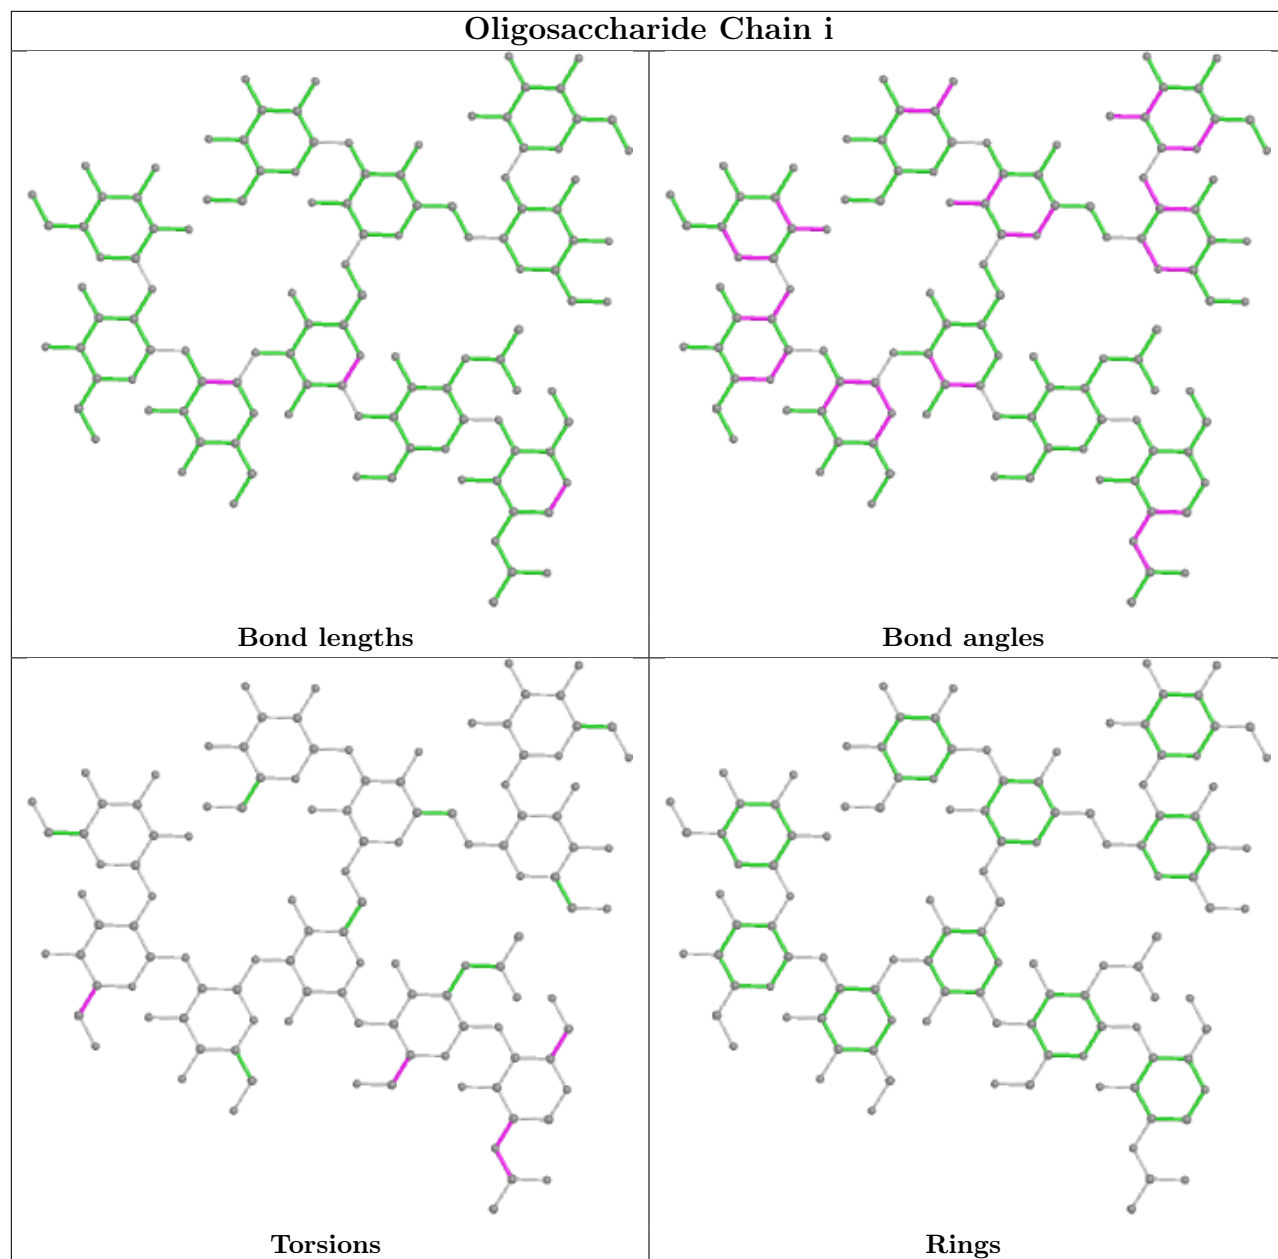 Oligosaccharide Chain i
Bond lengths
Bond angles
Torsions
Rings